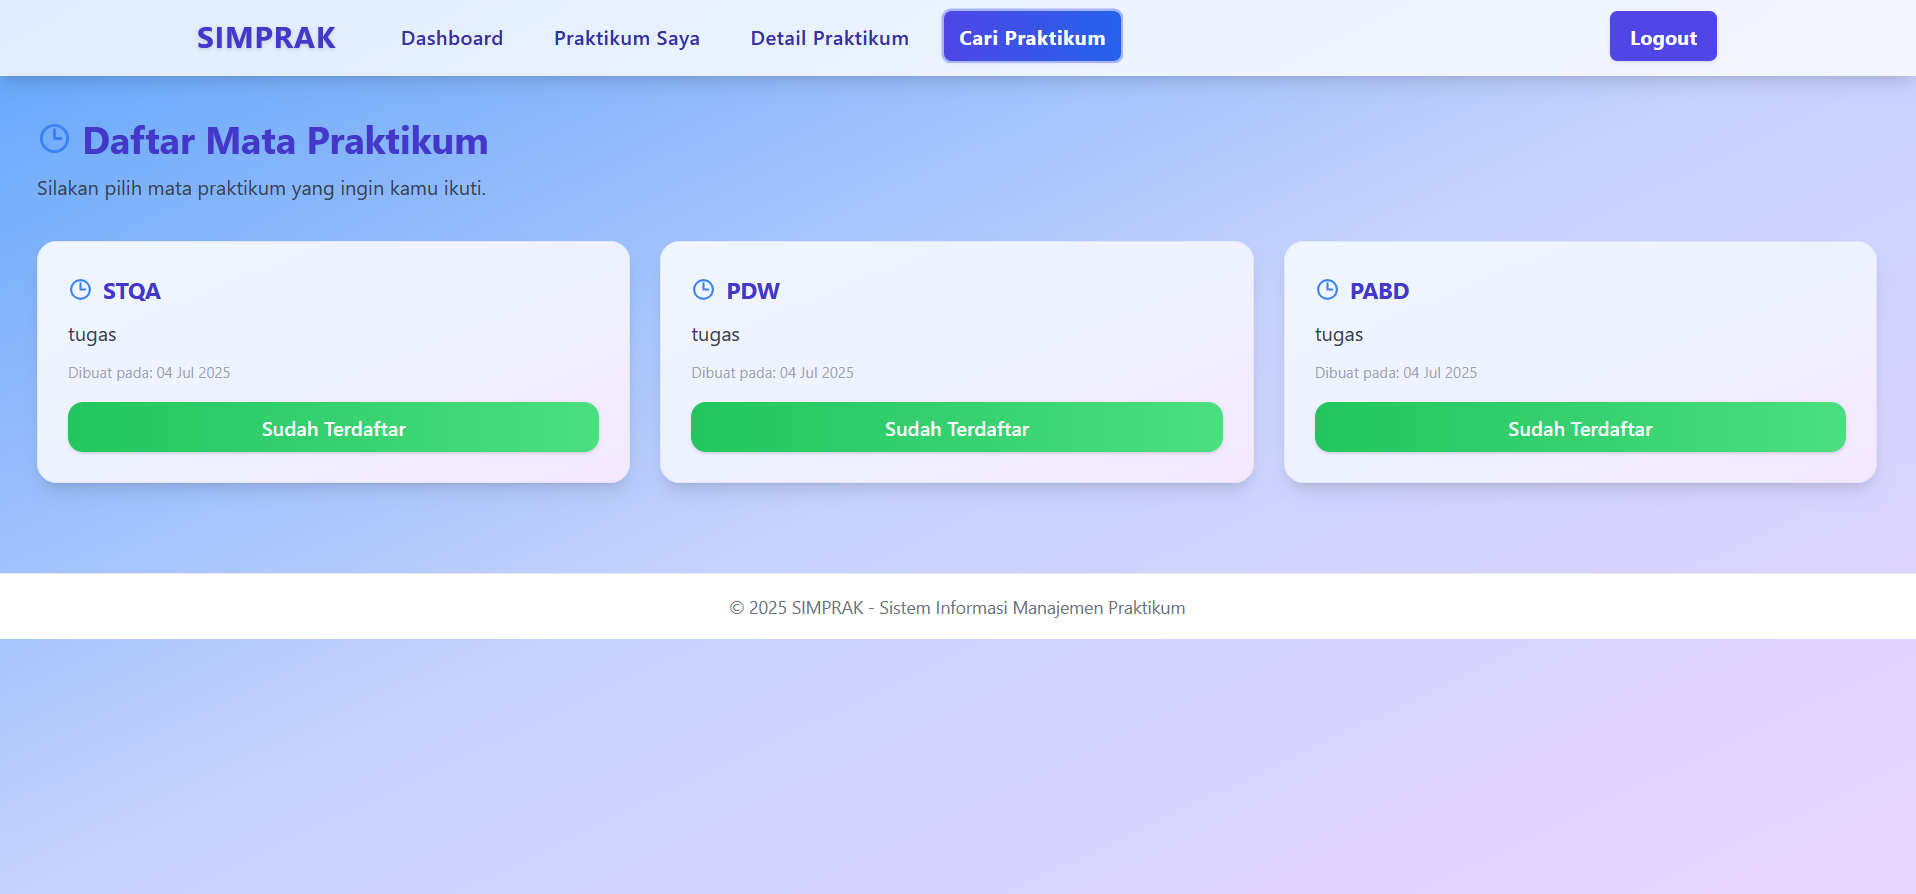 SIMPRAK Dashboard Praktikum Saya Detail Praktikum Cari Praktikum Logout
Daftar Mata Praktikum
Silakan pilih mata praktikum yang ingin kamu ikuti.
STQA
tugas
Dibuat pada: 04 Jul 2025
Sudah Terdaftar
PDW
tugas
Dibuat pada: 04 Jul 2025
Sudah Terdaftar
PABD
tugas
Dibuat pada: 04 Jul 2025
Sudah Terdaftar
© 2025 SIMPRAK - Sistem Informasi Manajemen Praktikum